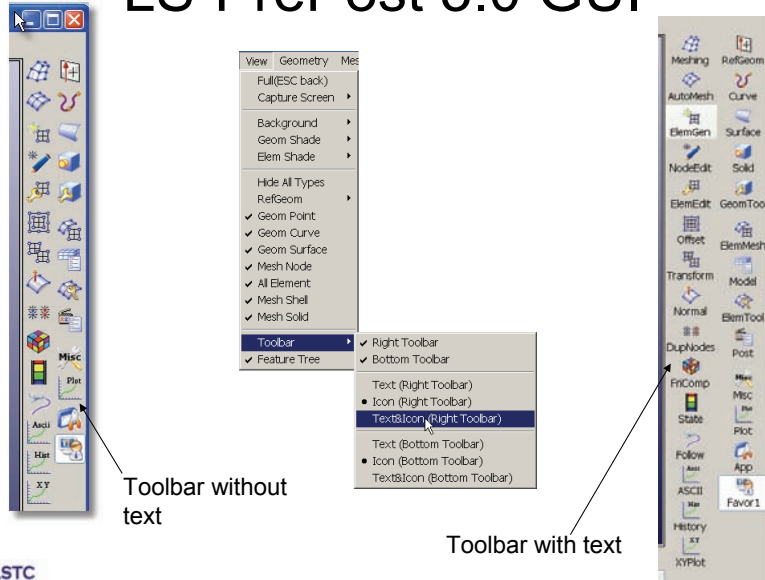 LS-PrePost 3.0 GUI
View Geometry Mes
Full(ESC back)
Capture Screen
Background
Geom Shade
Elem Shade
Hide All Types
RefGeom
Geom Point
Geom Curve
Geom Surface
Mesh Node
All Element
Mesh Shell
Mesh Solid
Toolbar
Feature Tree
Right Toolbar
Bottom Toolbar
Text (Right Toolbar)
Icon (Right Toolbar)
Text&Icon (Right Toolbar)
Text (Bottom Toolbar)
Icon (Bottom Toolbar)
Text&Icon (Bottom Toolbar)
Misc
Plot
Ascii
Hist
X Y
Toolbar without
text
Toolbar with text
Meshing RefGeom
AutoMesh Curve
ElemGen Surface
NodeEdit Solid
ElemEdit GeomToo
Offset ElemMesh
Transform Model
Normal ElemTool
DupNodes Post
FriComp Misc
State Plot
Follow App
ASCII Favor1
History
XYPlot
STC